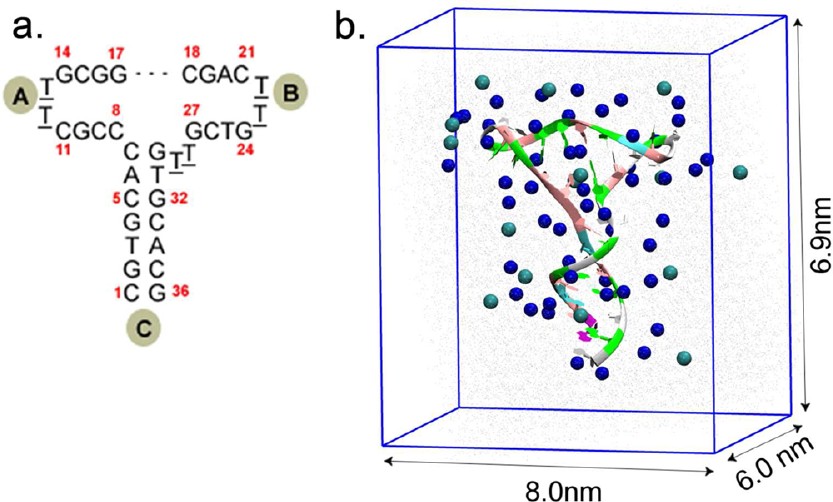 a.
b.
14 17 18 21
A T GCGG - - - CGAC T B
8 27
T CGCC C GCTG T
11 24
C G T T T
A T
5 C G 32
G C
T A
G C
1 C G 36
C
6.9nm
6.0 nm
8.0nm